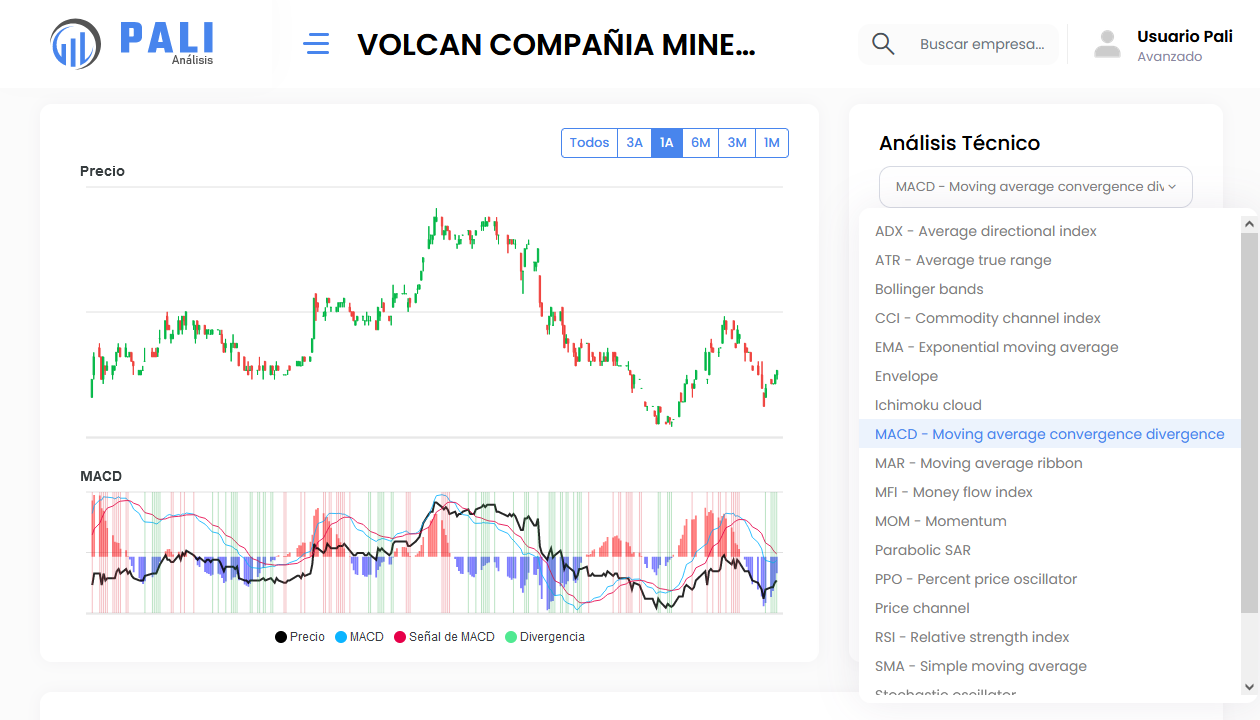 PALI
Análisis
VOLCAN COMPAÑIA MINE...
Buscar empresa...
Usuario Pali
Avanzado
Todos 3A 1A 6M 3M 1M
Precio
MACD
Precio MACD Señal de MACD Divergencia
Análisis Técnico
MACD - Moving average convergence div
ADX - Average directional index
ATR - Average true range
Bollinger bands
CCI - Commodity channel index
EMA - Exponential moving average
Envelope
Ichimoku cloud
MACD - Moving average convergence divergence
MAR - Moving average ribbon
MFI - Money flow index
MOM - Momentum
Parabolic SAR
PPO - Percent price oscillator
Price channel
RSI - Relative strength index
SMA - Simple moving average
Stochastic oscillator